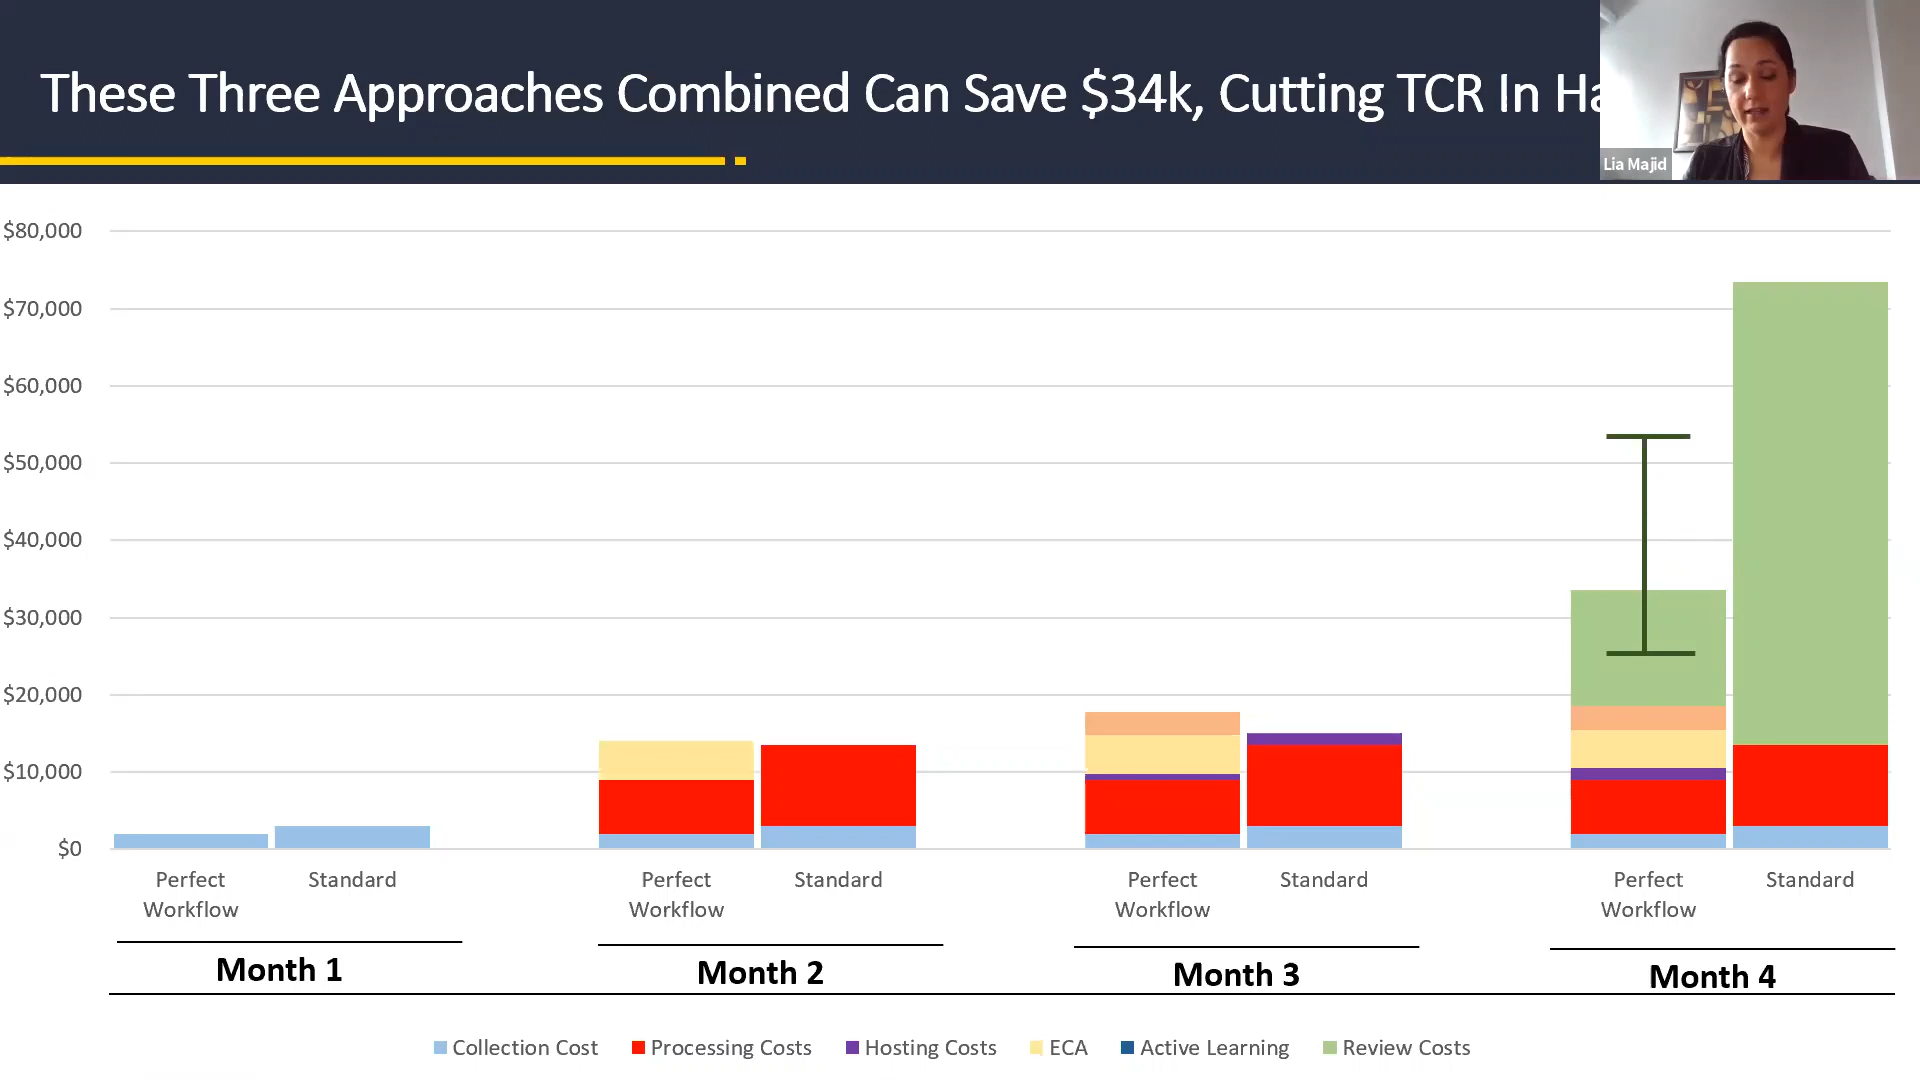 These Three Approaches Combined Can Save $34k, Cutting TCR In Ha
Lia Majid
$80,000
$70,000
$60,000
$50,000
$40,000
$30,000
$20,000
$10,000
$0
Perfect
Workflow
Standard
Perfect
Workflow
Standard
Perfect
Workflow
Standard
Perfect
Workflow
Standard
Month 1
Month 2
Month 3
Month 4
Collection Cost
Processing Costs
Hosting Costs
ECA
Active Learning
Review Costs